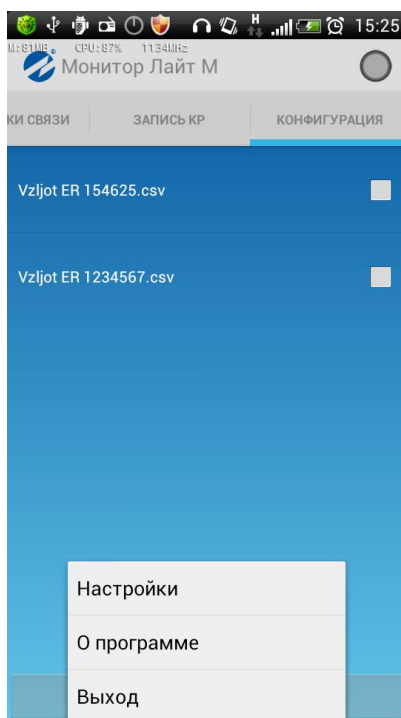 H
15:25
M:81MB CPU:87% 1134MHz
Монитор Лайт М
КИ СВЯЗИ ЗАПИСЬ КР КОНФИГУРАЦИЯ
Vzljot ER 154625.csv
Vzljot ER 1234567.csv
Настройки
О программе
Выход